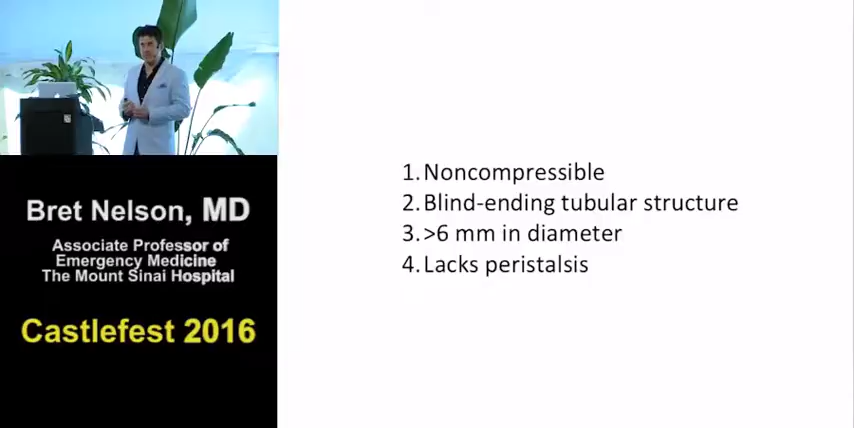 Bret Nelson, MD
Associate Professor of
Emergency Medicine
The Mount Sinai Hospital
Castlefest 2016
1. Noncompressible
2. Blind-ending tubular structure
3. >6 mm in diameter
4. Lacks peristalsis